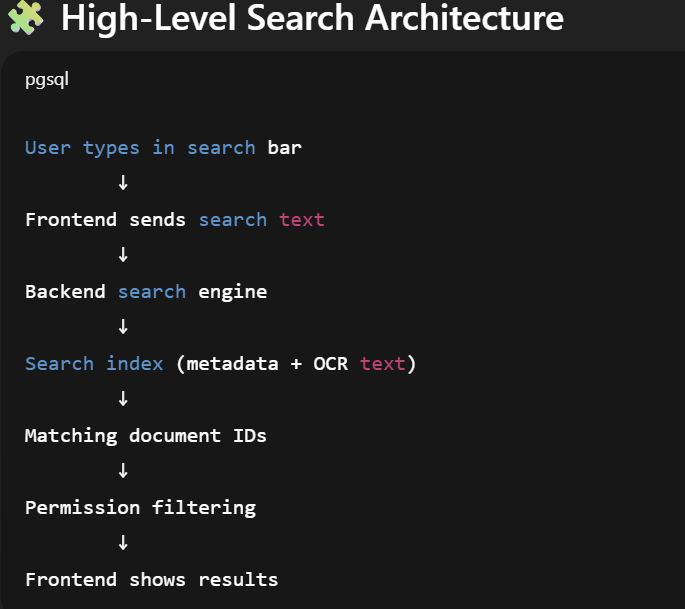 🧩 High-Level Search Architecture
pgsql
User types in search bar
↓
Frontend sends search text
↓
Backend search engine
↓
Search index (metadata + OCR text)
↓
Matching document IDs
↓
Permission filtering
↓
Frontend shows results